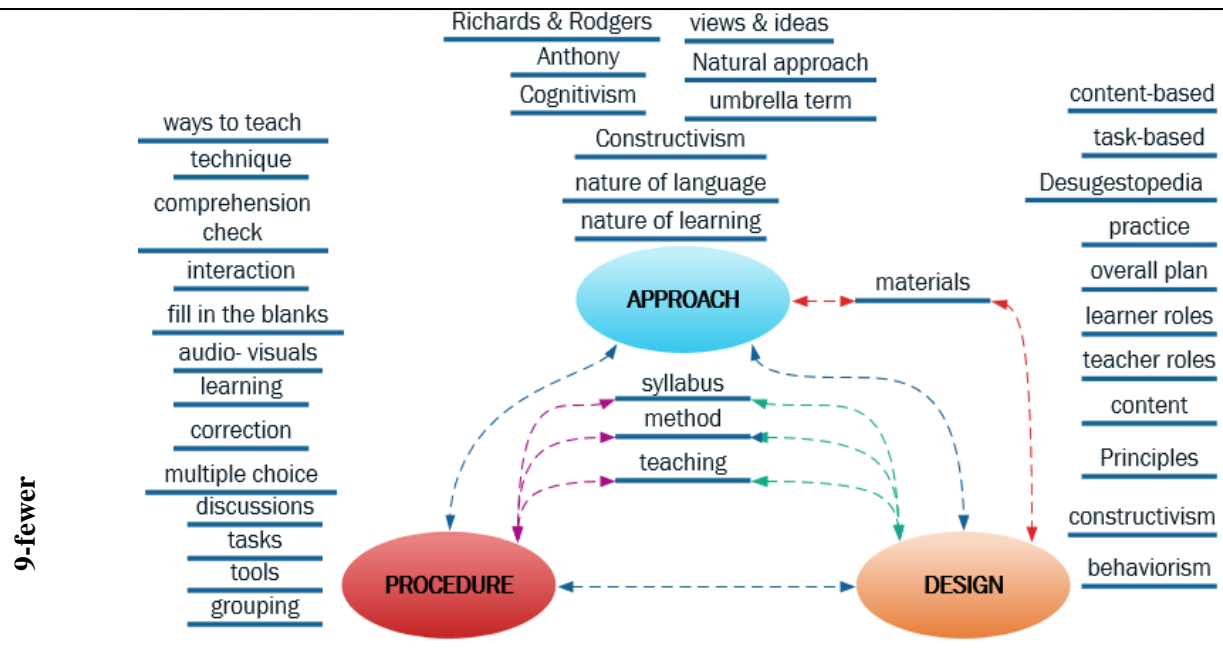 Richards & Rodgers
Anthony
Cognitivism
views & ideas
Natural approach
umbrella term
Constructivism
nature of language
nature of learning
APPROACH
materials
ways to teach
technique
comprehension
check
interaction
fill in the blanks
audio- visuals
learning
correction
multiple choice
discussions
tasks
tools
grouping
syllabus
method
teaching
content-based
task-based
Desugestopedia
practice
overall plan
learner roles
teacher roles
content
Principles
constructivism
behaviorism
PROCEDURE
DESIGN
9-fewer